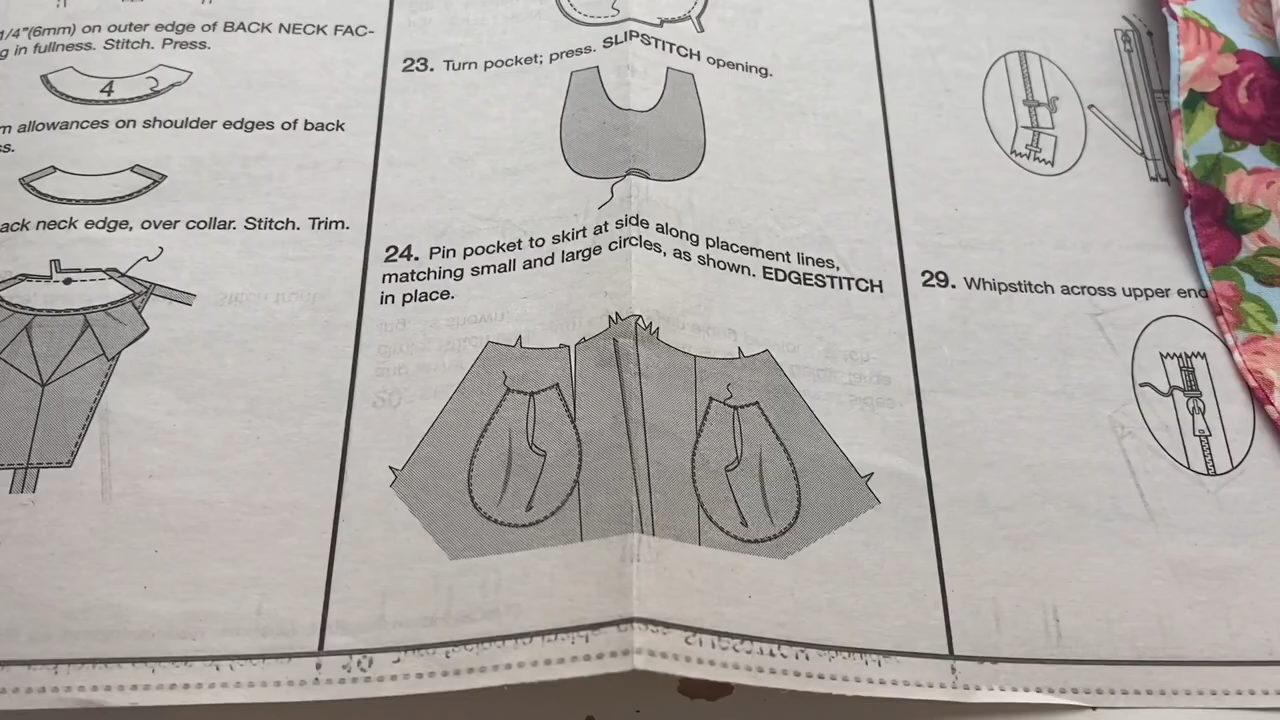 1/4"(6mm) on outer edge of BACK NECK FAC-
g in fullness. Stitch. Press.
4
m allowances on shoulder edges of back
s.
ack neck edge, over collar. Stitch. Trim.
23. Turn pocket; press. SLIPSTITCH opening.
24. Pin pocket to skirt at side along placement lines,
matching small and large circles, as shown. EDGESTITCH
in place.
29. Whipstitch across upper end